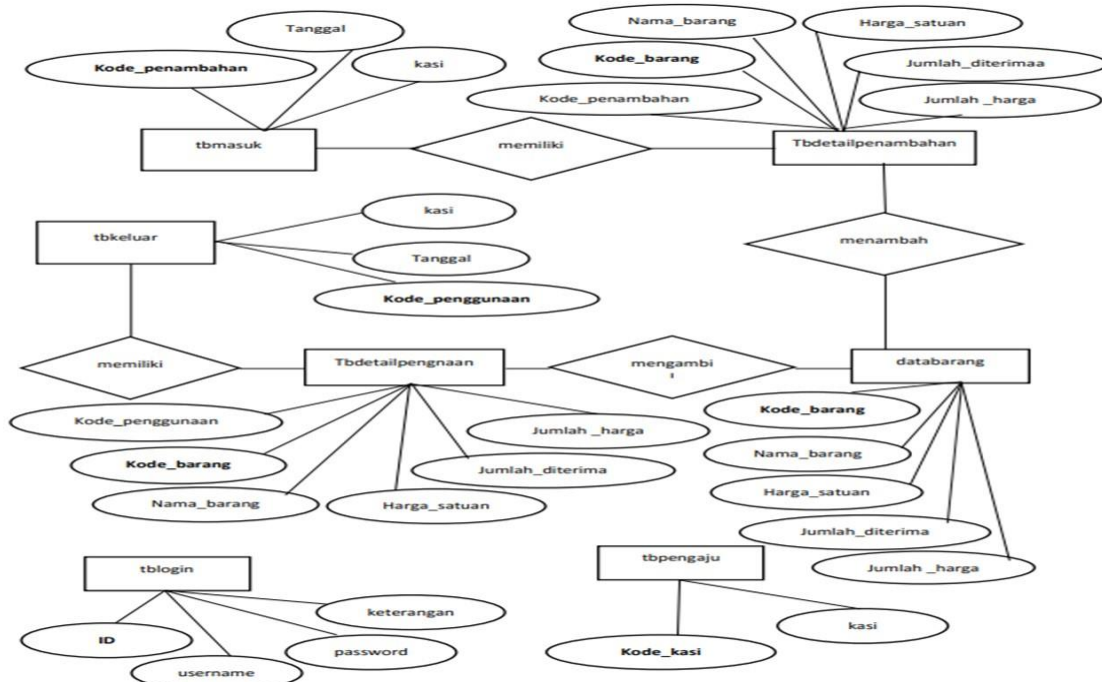 Tanggal
Kode_penambahan
kasi
tbmasuk
memiliki
Nama_barang
Harga_satuan
Kode_barang
Jumlah_diterimaa
Kode_penambahan
Jumlah _harga
Tbdetailpenambahan
menambah
tbkeluar
kasi
Tanggal
Kode_penggunaan
memiliki
Tbdetailpengnaan
mengambi
l
databarang
Kode_penggunaan
Jumlah _harga
Kode_barang
Jumlah_diterima
Nama_barang
Harga_satuan
Kode_barang
Nama_barang
Harga_satuan
Jumlah_diterima
Jumlah _harga
tblogin
keterangan
ID
password
username
tbpengaju
kasi
Kode_kasi